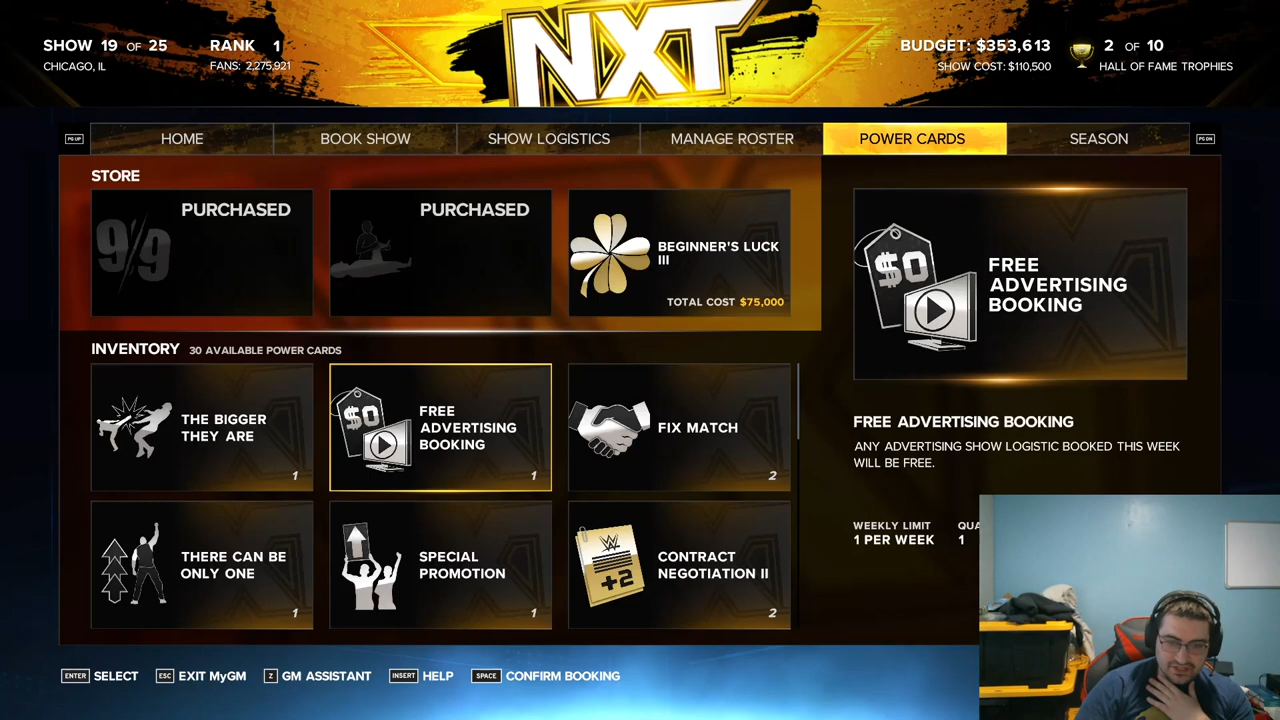 NXT
SHOW 19 OF 25
CHICAGO, IL
RANK 1
FANS: 2,275,921
BUDGET: $353,613
SHOW COST: $110,500
2 OF 10
HALL OF FAME TROPHIES
PG UP
HOME
BOOK SHOW
SHOW LOGISTICS
MANAGE ROSTER
POWER CARDS
SEASON
PG DN
STORE
9/9
PURCHASED
PURCHASED
BEGINNER'S LUCK
III
TOTAL COST $75,000
INVENTORY 30 AVAILABLE POWER CARDS
THE BIGGER
THEY ARE
1
$0
FREE
ADVERTISING
BOOKING
1
FIX MATCH
2
THERE CAN BE
ONLY ONE
1
SPECIAL
PROMOTION
1
W
+2
CONTRACT
NEGOTIATION II
2
$0
FREE
ADVERTISING
BOOKING
FREE ADVERTISING BOOKING
ANY ADVERTISING SHOW LOGISTIC BOOKED THIS WEEK
WILL BE FREE.
WEEKLY LIMIT
1 PER WEEK
QUA
1
ENTER SELECT
ESC EXIT MyGM
Z GM ASSISTANT
INSERT HELP
SPACE CONFIRM BOOKING